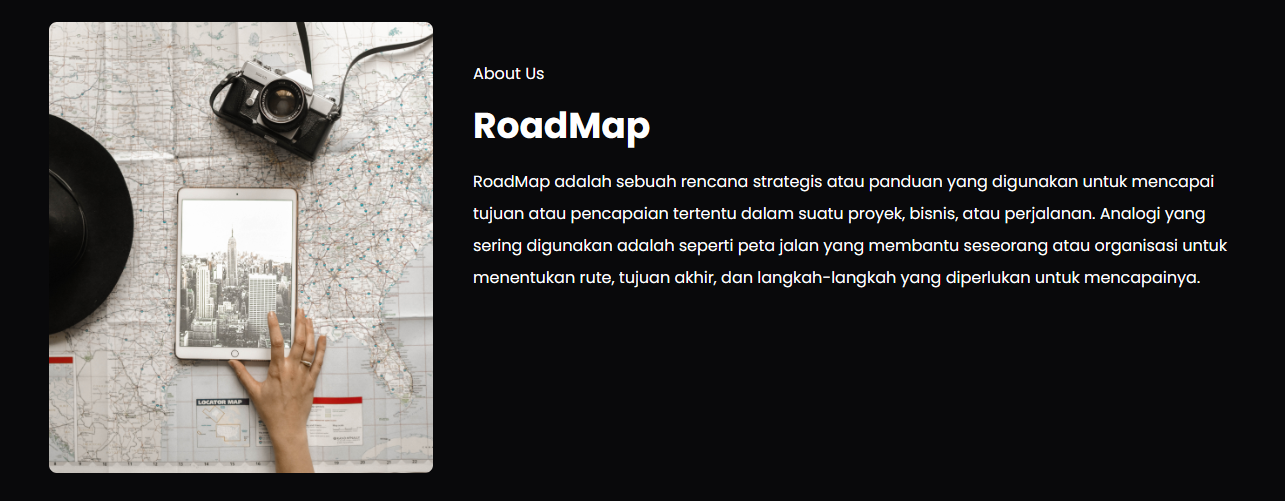 About Us
RoadMap
RoadMap adalah sebuah rencana strategis atau panduan yang digunakan untuk mencapai
tujuan atau pencapaian tertentu dalam suatu proyek, bisnis, atau perjalanan. Analogi yang
sering digunakan adalah seperti peta jalan yang membantu seseorang atau organisasi untuk
menentukan rute, tujuan akhir, dan langkah-langkah yang diperlukan untuk mencapainya.
LOCATOR MAP